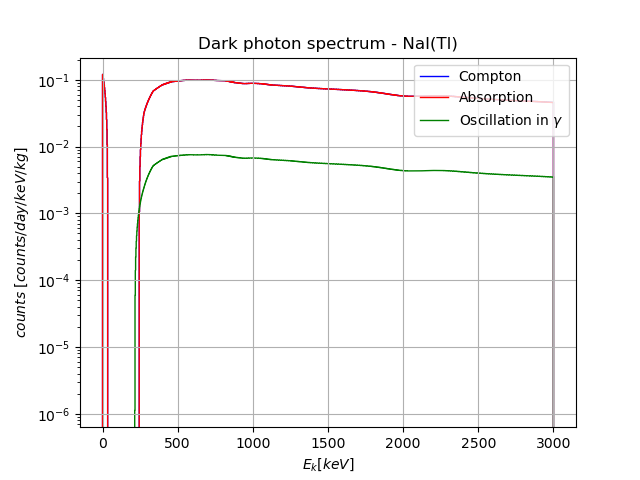 Dark photon spectrum - NaI(Tl)
Compton
Absorption
Oscillation in γ
counts [counts/day/keV/kg]
10⁻¹
10⁻²
10⁻³
10⁻⁴
10⁻⁵
10⁻⁶
0 500 1000 1500 2000 2500 3000
E_k[keV]